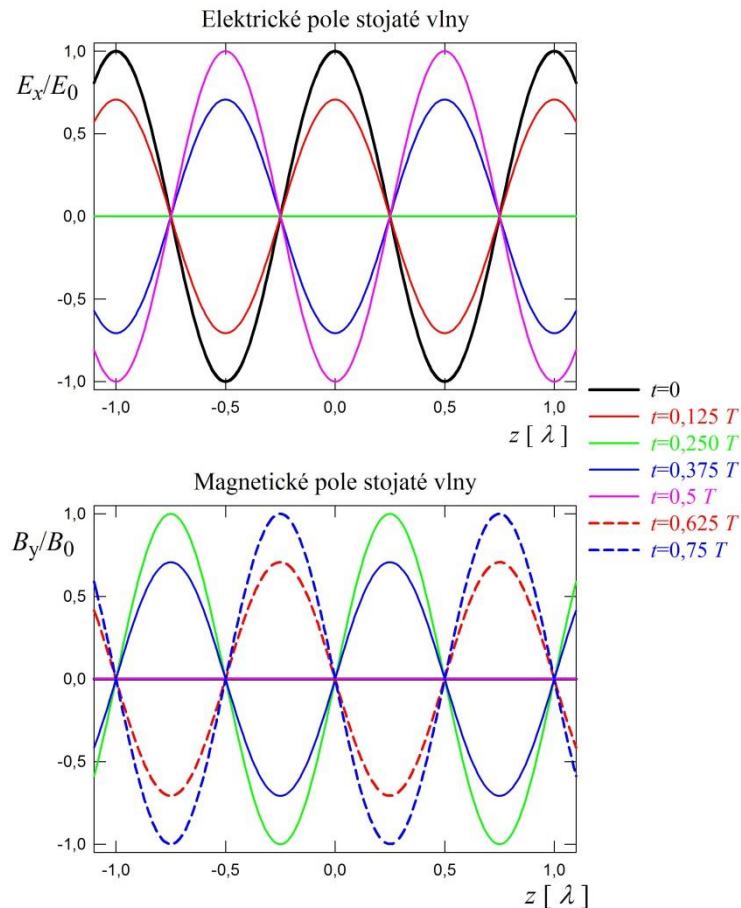 Elektrické pole stojaté vlny
1,0
E_x/E_0
0,5
0,0
-0,5
-1,0
-1,0 -0,5 0,0 0,5 1,0
z [ λ ]
t=0
t=0,125 T
t=0,250 T
t=0,375 T
t=0,5 T
t=0,625 T
t=0,75 T
Magnetické pole stojaté vlny
1,0
B_y/B_0
0,5
0,0
-0,5
-1,0
-1,0 -0,5 0,0 0,5 1,0
z [ λ ]